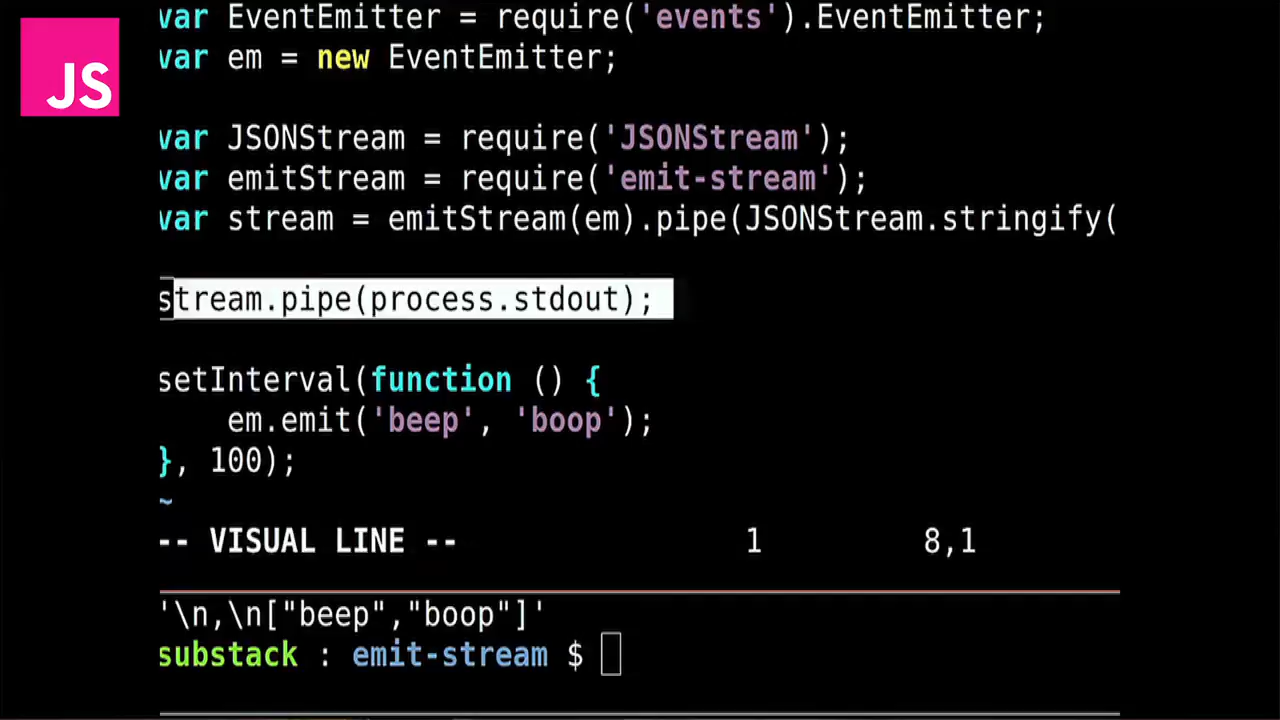 JS
var EventEmitter = require('events').EventEmitter;
var em = new EventEmitter;
var JSONStream = require('JSONStream');
var emitStream = require('emit-stream');
var stream = emitStream(em).pipe(JSONStream.stringify(
stream.pipe(process.stdout);
setInterval(function () {
    em.emit('beep', 'boop');
}, 100);
~
-- VISUAL LINE -- 1 8,1
'\n,\n["beep","boop"]'
substack : emit-stream $